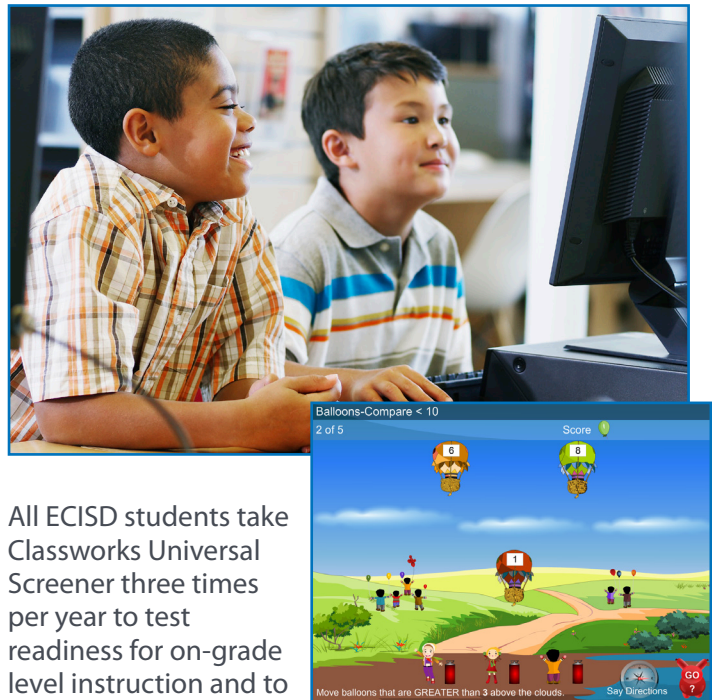 Balloons-Compare < 10
2 of 5
Score
6
8
1
Move balloons that are GREATER than 3 above the clouds.
Say Directions
GO
?
All ECISD students take
Classworks Universal
Screener three times
per year to test
readiness for on-grade
level instruction and to